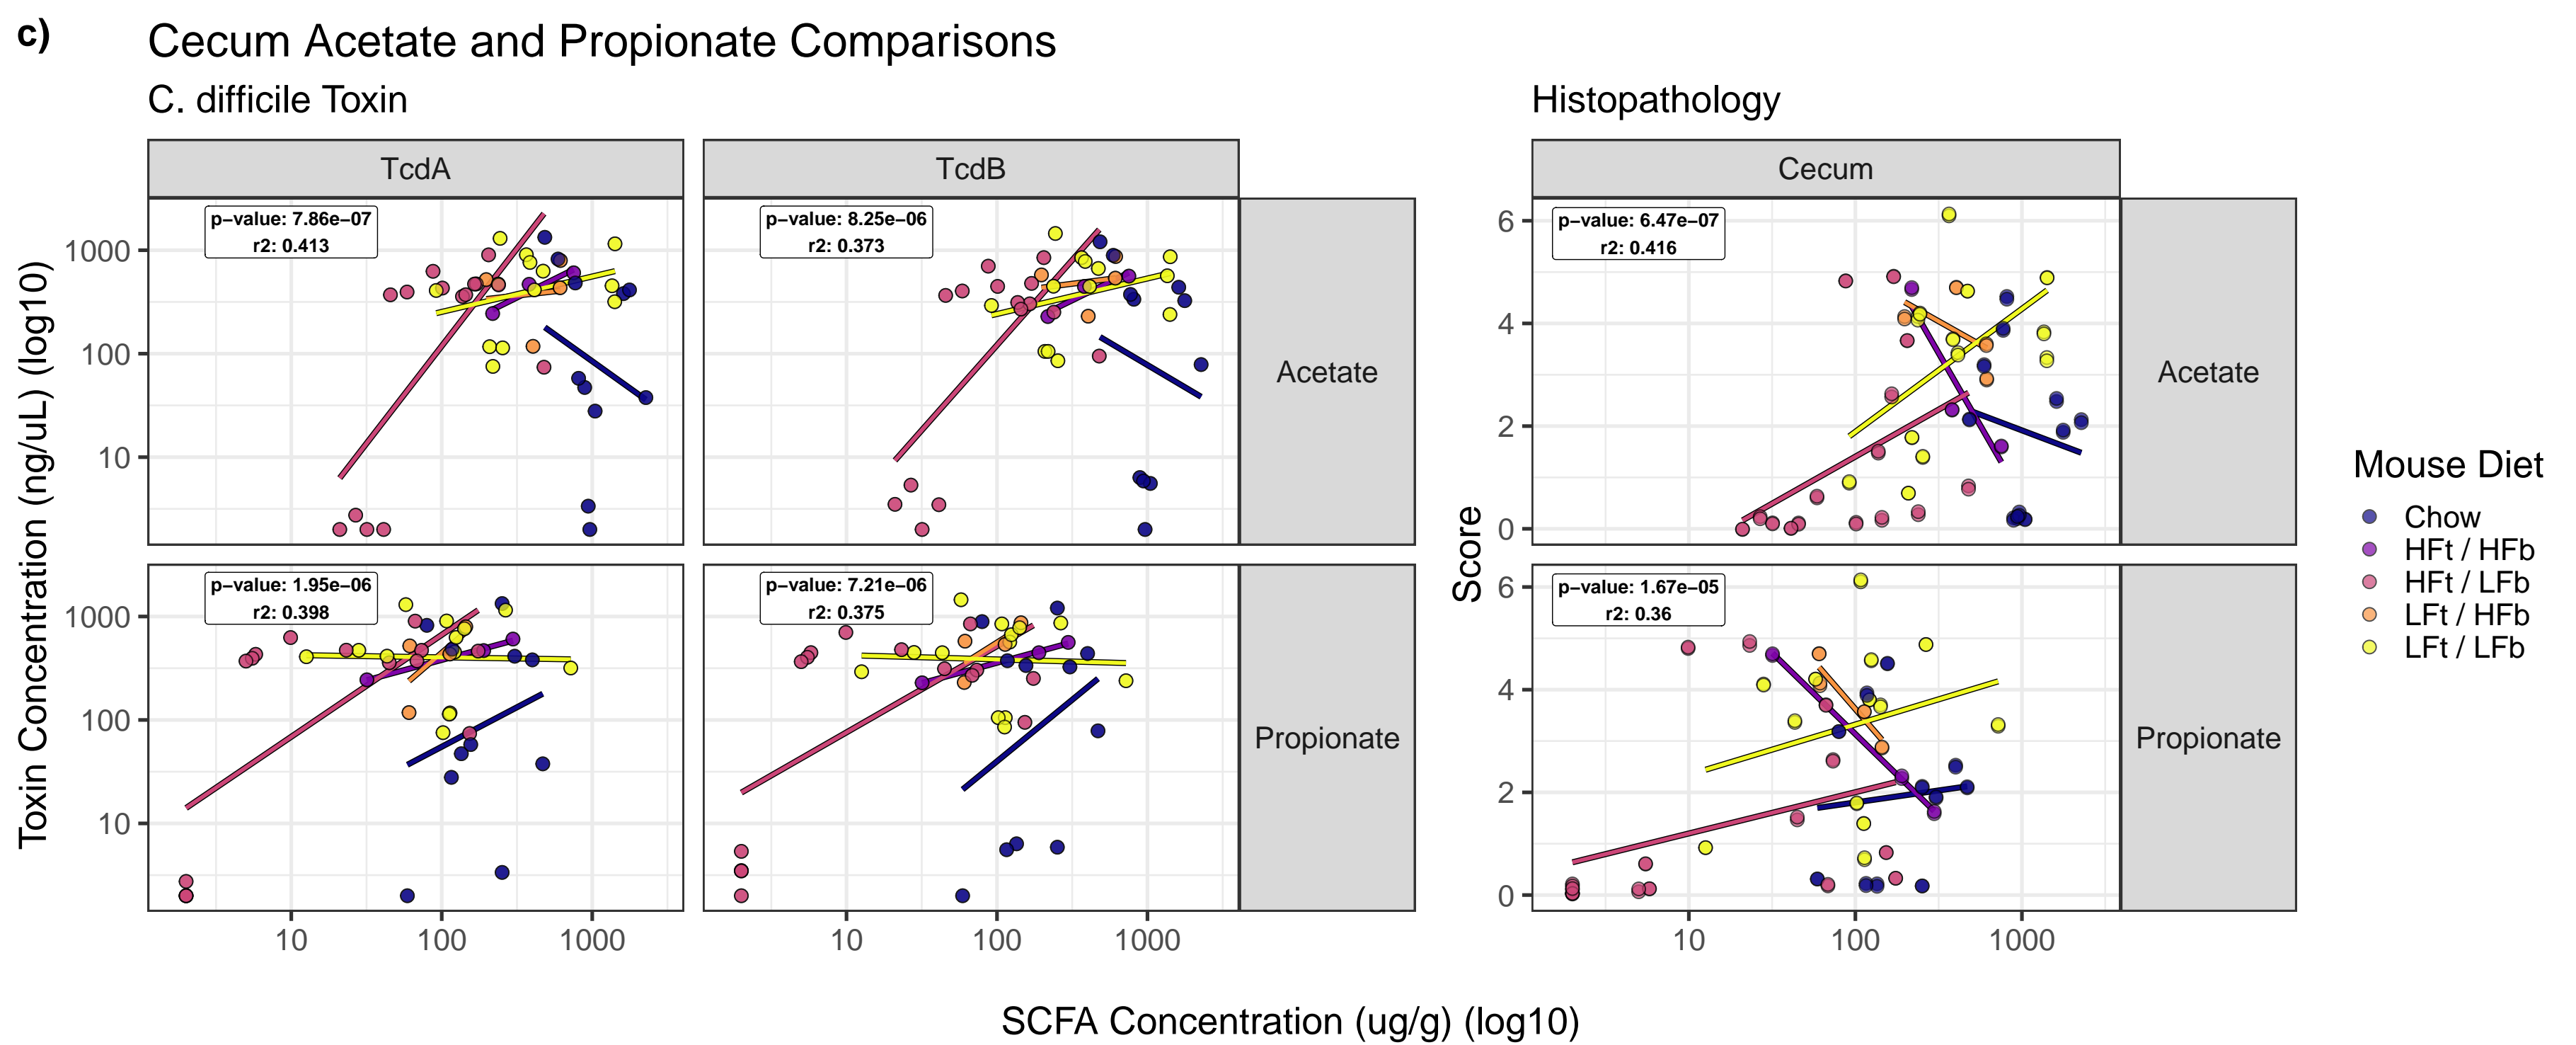 c)
Cecum Acetate and Propionate Comparisons
C. difficile Toxin
Histopathology
TcdA
TcdB
Cecum
p−value: 7.86e−07
r2: 0.413
p−value: 8.25e−06
r2: 0.373
p−value: 6.47e−07
r2: 0.416
1000
100
10
Acetate
6
4
2
0
Acetate
p−value: 1.95e−06
r2: 0.398
p−value: 7.21e−06
r2: 0.375
p−value: 1.67e−05
r2: 0.36
1000
100
10
Propionate
6
4
2
0
Propionate
10 100 1000
10 100 1000
10 100 1000
Toxin Concentration (ng/uL) (log10)
Score
SCFA Concentration (ug/g) (log10)
Mouse Diet
Chow
HFt / HFb
HFt / LFb
LFt / HFb
LFt / LFb